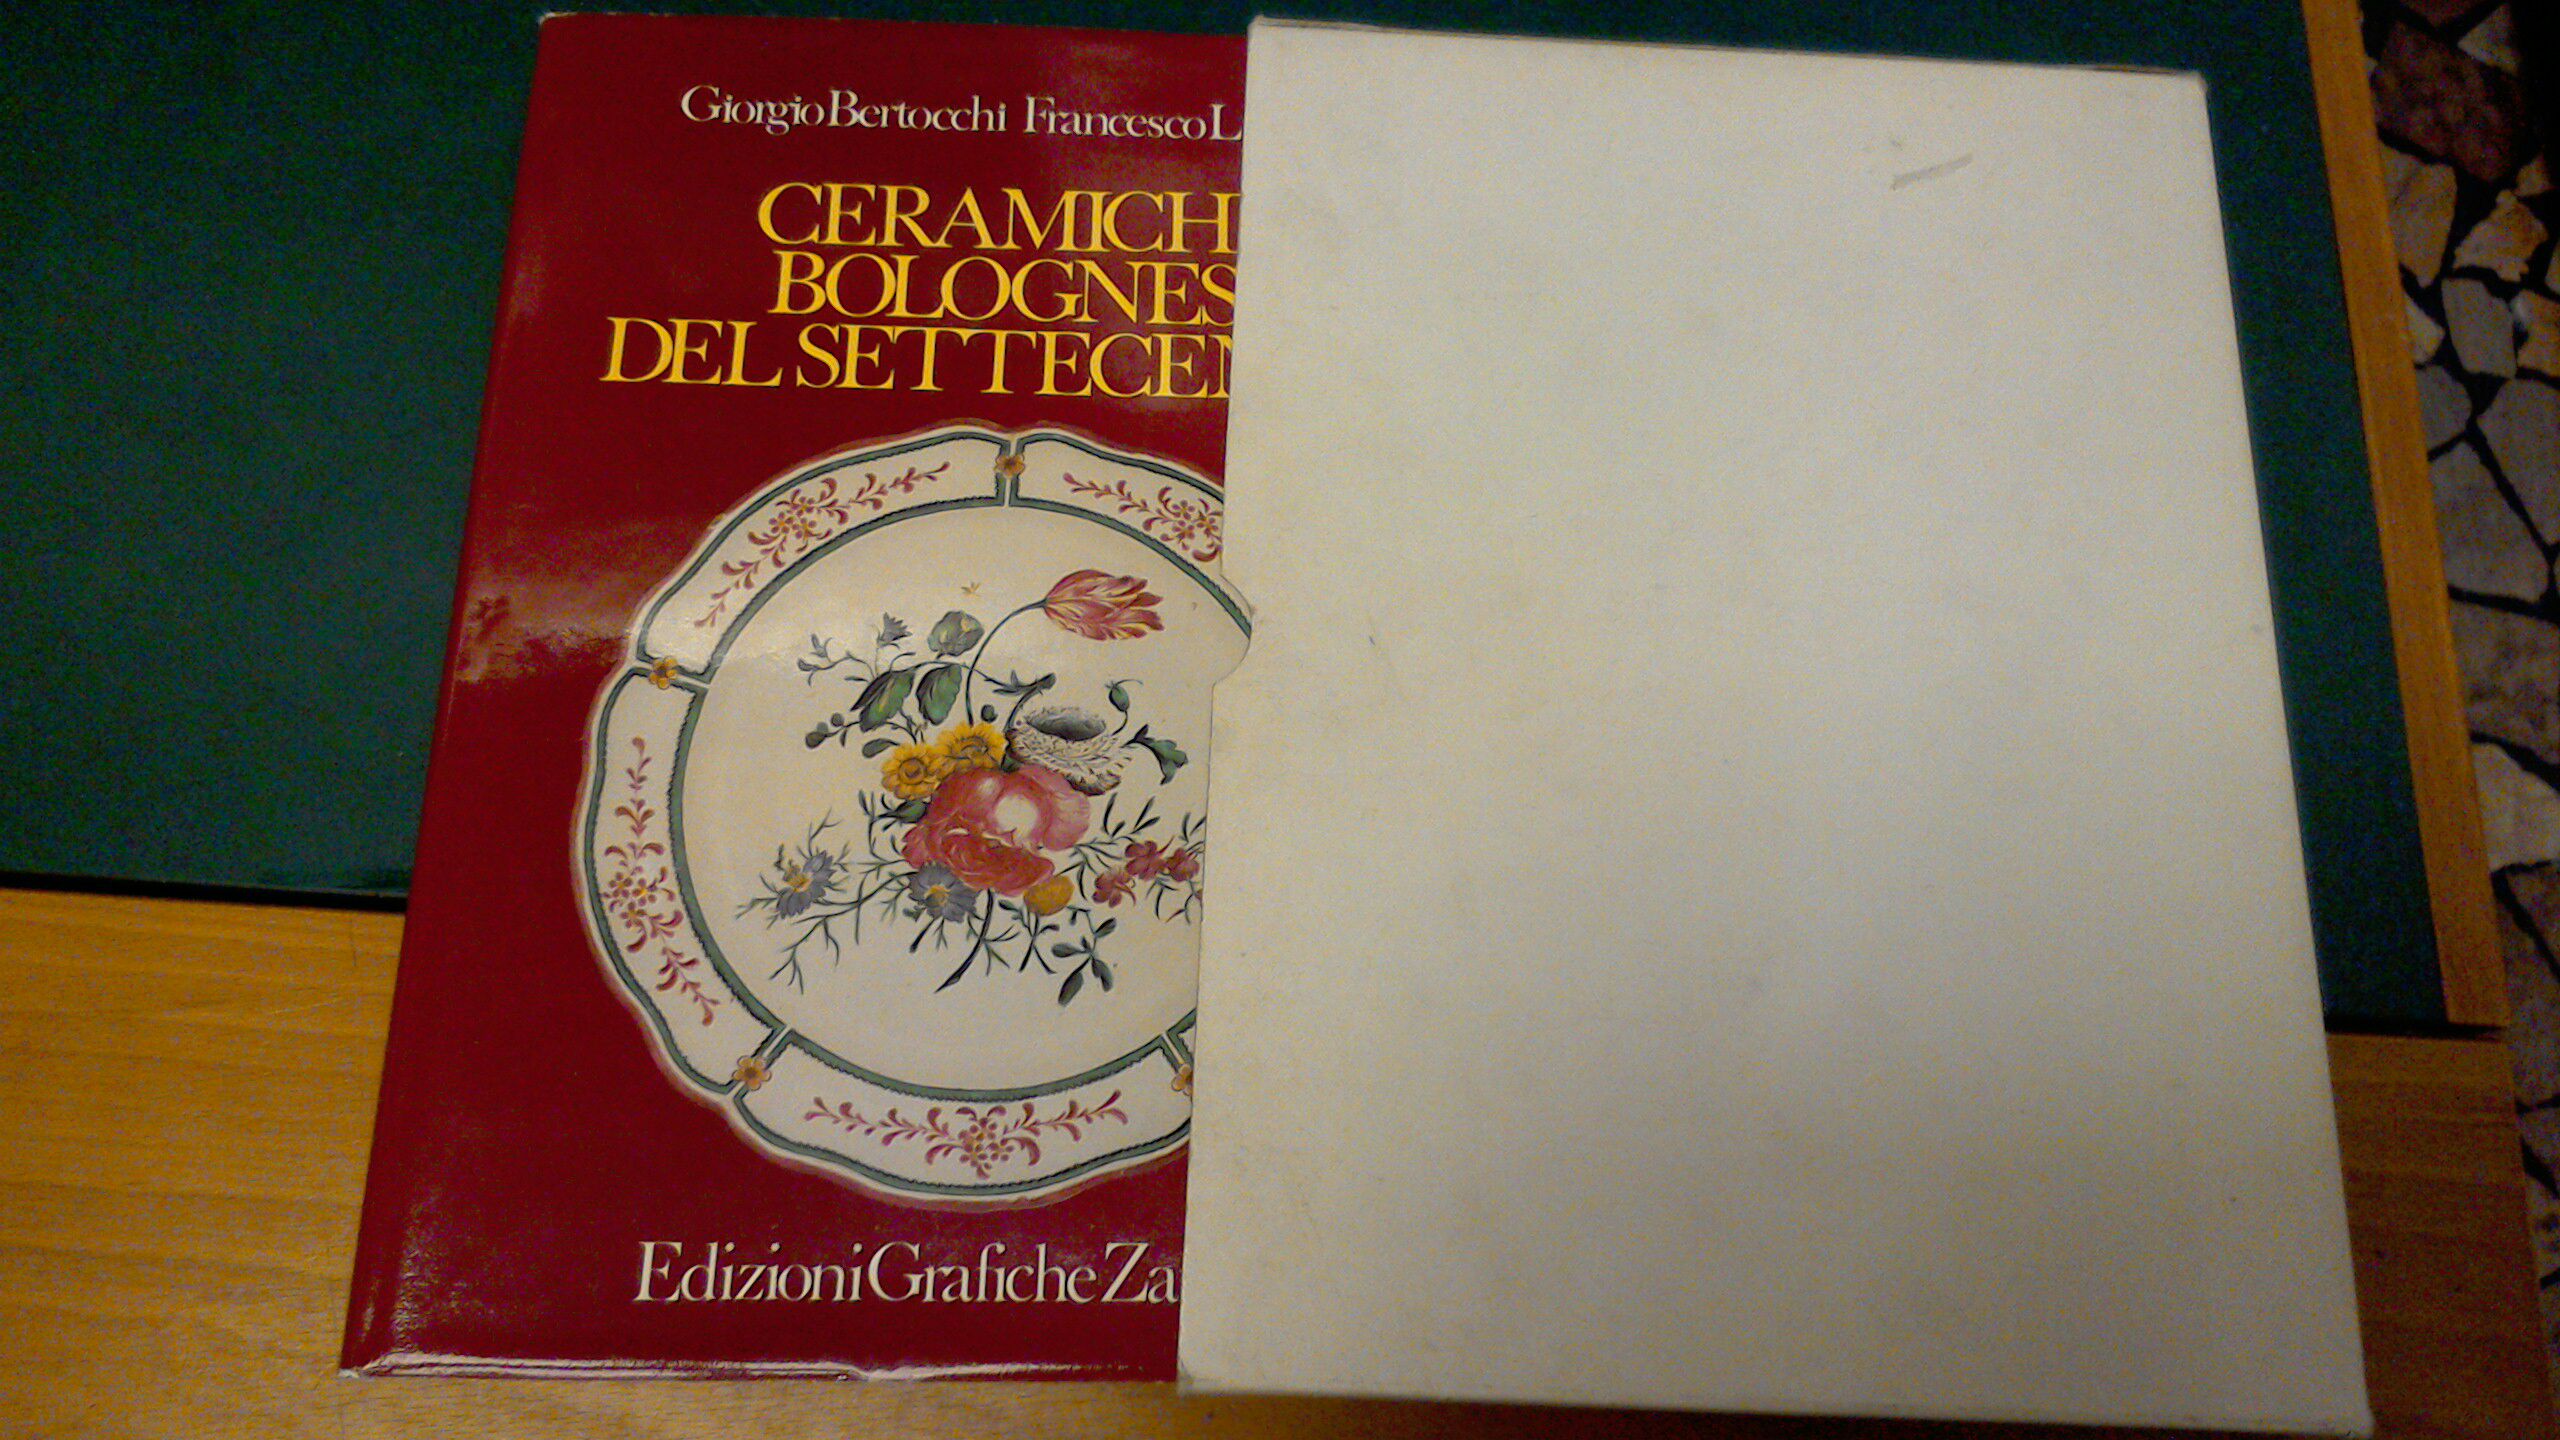 Giorgio Bertocchi Francesco L
CERAMICH
BOLOGNES
DEL SETTECEN
Edizioni Grafiche Za